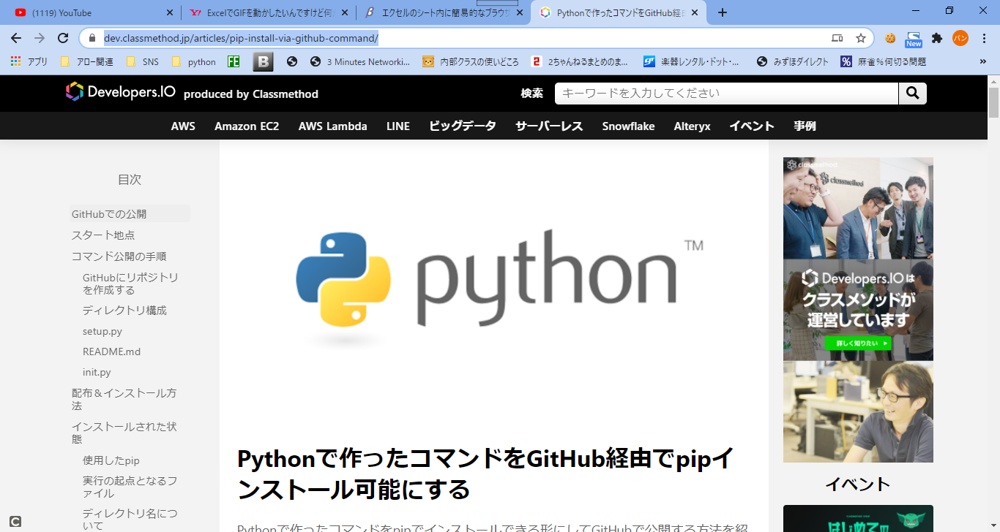 (1119) YouTube
ExcelでGIFを動かしたいんですけど何
エクセルのシート内に簡易的なブラウザ
Pythonで作ったコマンドをGitHub経
dev.classmethod.jp/articles/pip-install-via-github-command/
New
パン
アプリ
アロー関連
SNS
python
3 Minutes Networki...
内部クラスの使いどころ
2ちゃんねるまとめのま...
楽器レンタル・ドット・...
みずほダイレクト
麻雀%何切る問題
Developers.IO produced by Classmethod
検索
キーワードを入力してください
AWS
Amazon EC2
AWS Lambda
LINE
ビッグデータ
サーバーレス
Snowflake
Alteryx
イベント
事例
目次
GitHubでの公開
スタート地点
コマンド公開の手順
GitHubにリポジトリ
を作成する
ディレクトリ構成
setup.py
README.md
init.py
配布＆インストール方
法
インストールされた状
態
使用したpip
実行の起点となるフ
ァイル
ディレクトリ名につ
いて
python™
Pythonで作ったコマンドをGitHub経由でpipイ
ンストール可能にする
Pythonで作ったコマンドをpipでインストールできる形にしてGitHubで公開する方法を紹
classmethod
classmethod
Developers.IOは
クラスメソッドが
運営しています
詳しく知りたい
イベント
はじめての